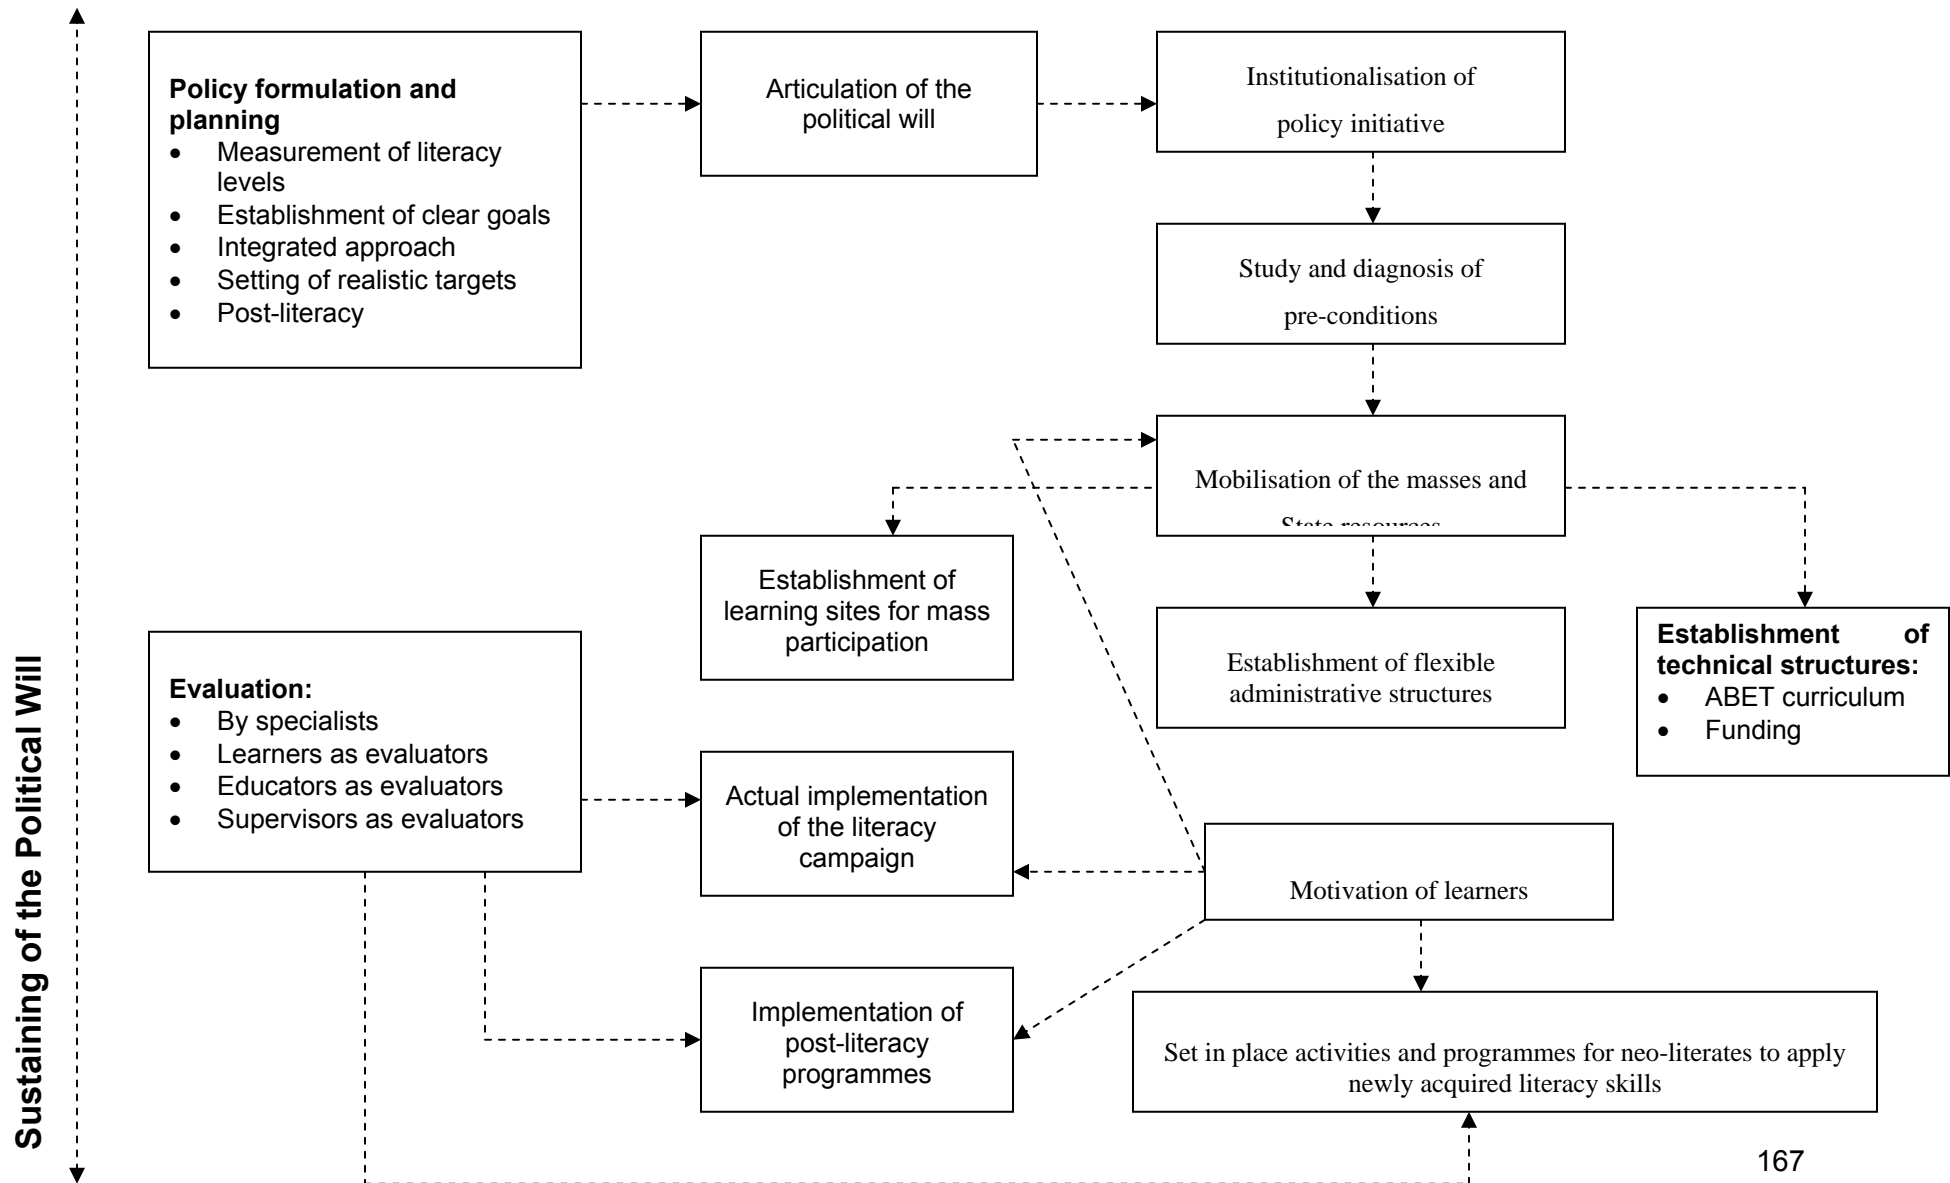 Policy formulation and
planning
• Measurement of literacy
levels
• Establishment of clear goals
• Integrated approach
• Setting of realistic targets
• Post-literacy
Articulation of the
political will
Institutionalisation of
policy initiative
Study and diagnosis of
pre-conditions
Mobilisation of the masses and
State resources
Establishment of
learning sites for mass
participation
Establishment of flexible
administrative structures
Establishment of
technical structures:
• ABET curriculum
• Funding
Evaluation:
• By specialists
• Learners as evaluators
• Educators as evaluators
• Supervisors as evaluators
Actual implementation
of the literacy
campaign
Motivation of learners
Implementation of
post-literacy
programmes
Set in place activities and programmes for neo-literates to apply
newly acquired literacy skills
Sustaining of the Political Will
167